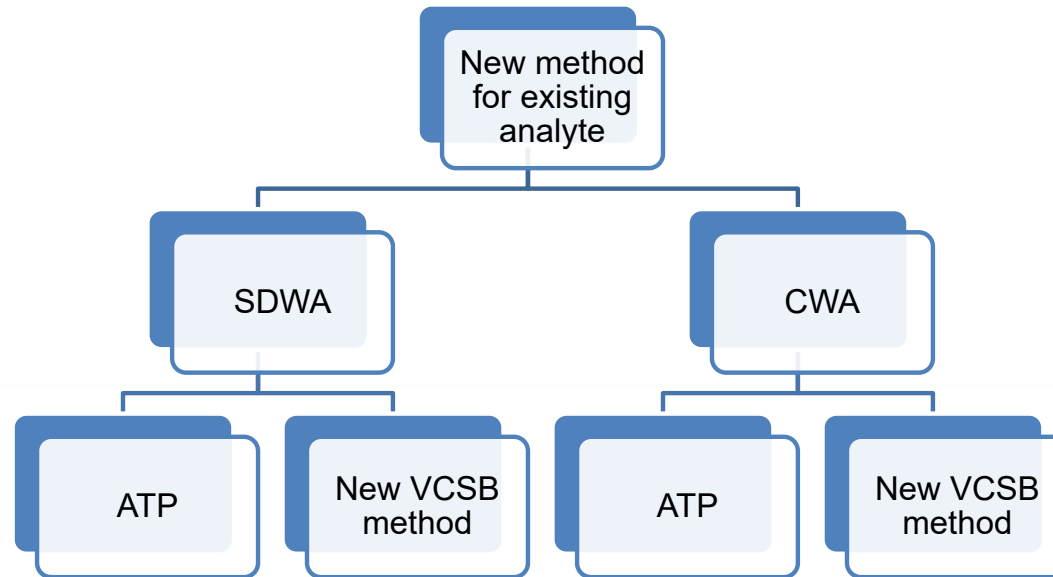 New method
for existing
analyte
SDWA
CWA
ATP
New VCSB
method
ATP
New VCSB
method